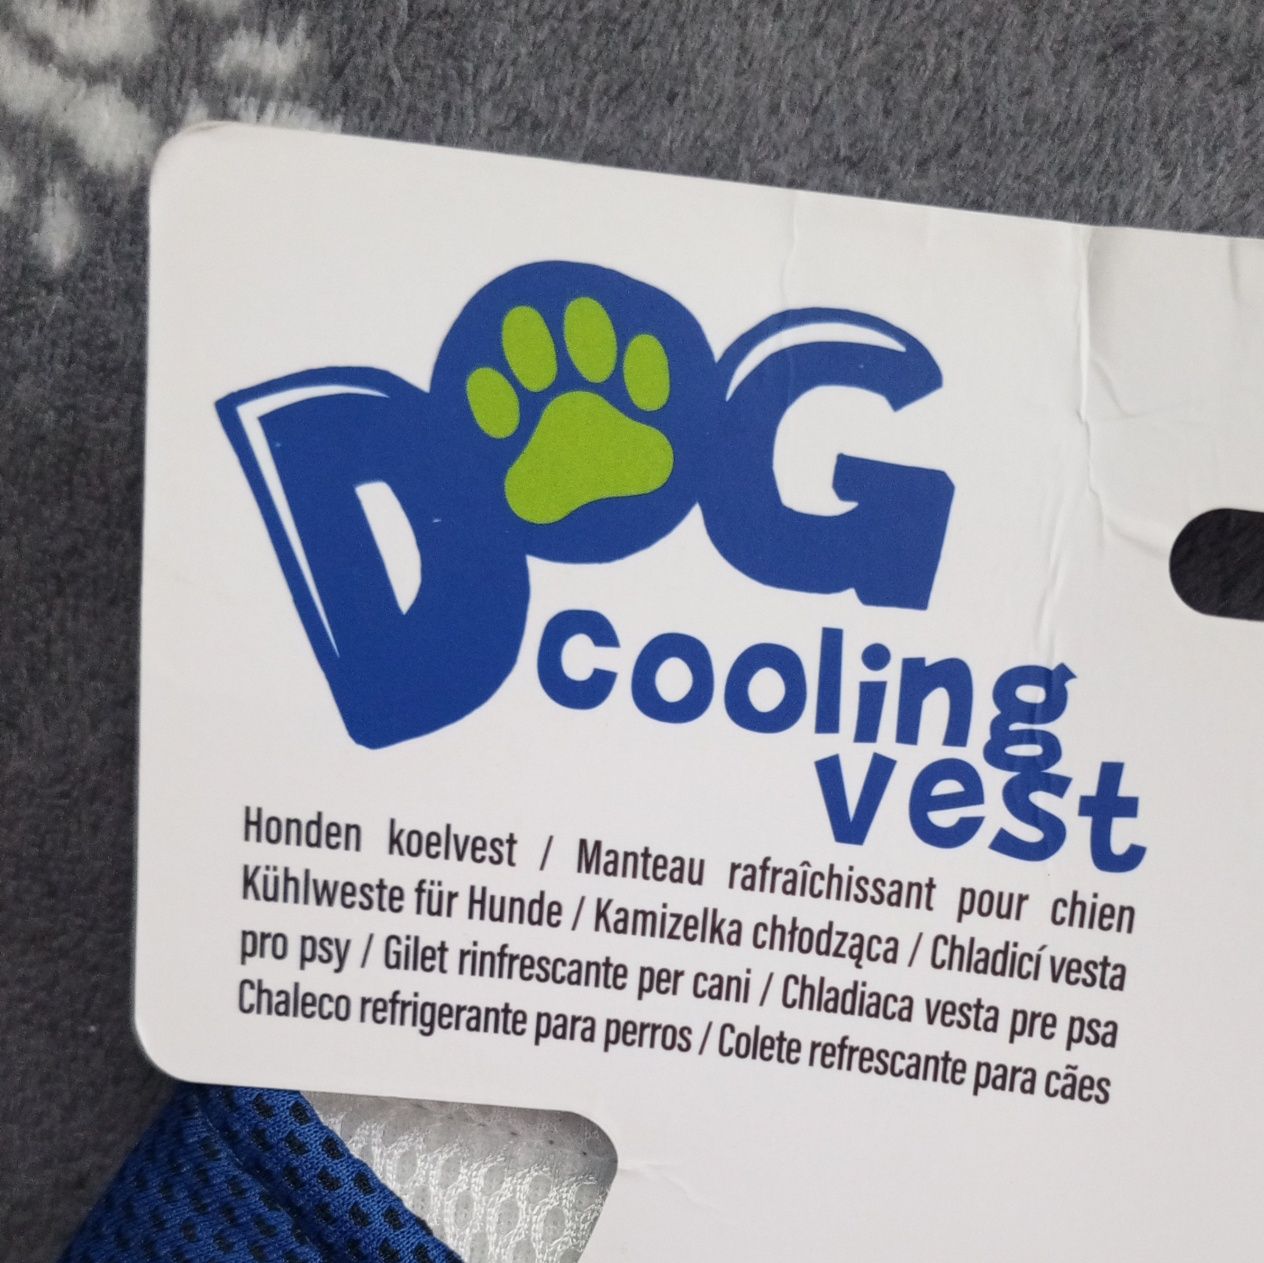 DOG
cooling
vest
Honden koelvest / Manteau rafraîchissant pour chien
Kühlweste für Hunde / Kamizelka chłodząca / Chladicí vesta
pro psy / Gilet rinfrescante per cani / Chladiaca vesta pre psa
Chaleco refrigerante para perros / Colete refrescante para cães